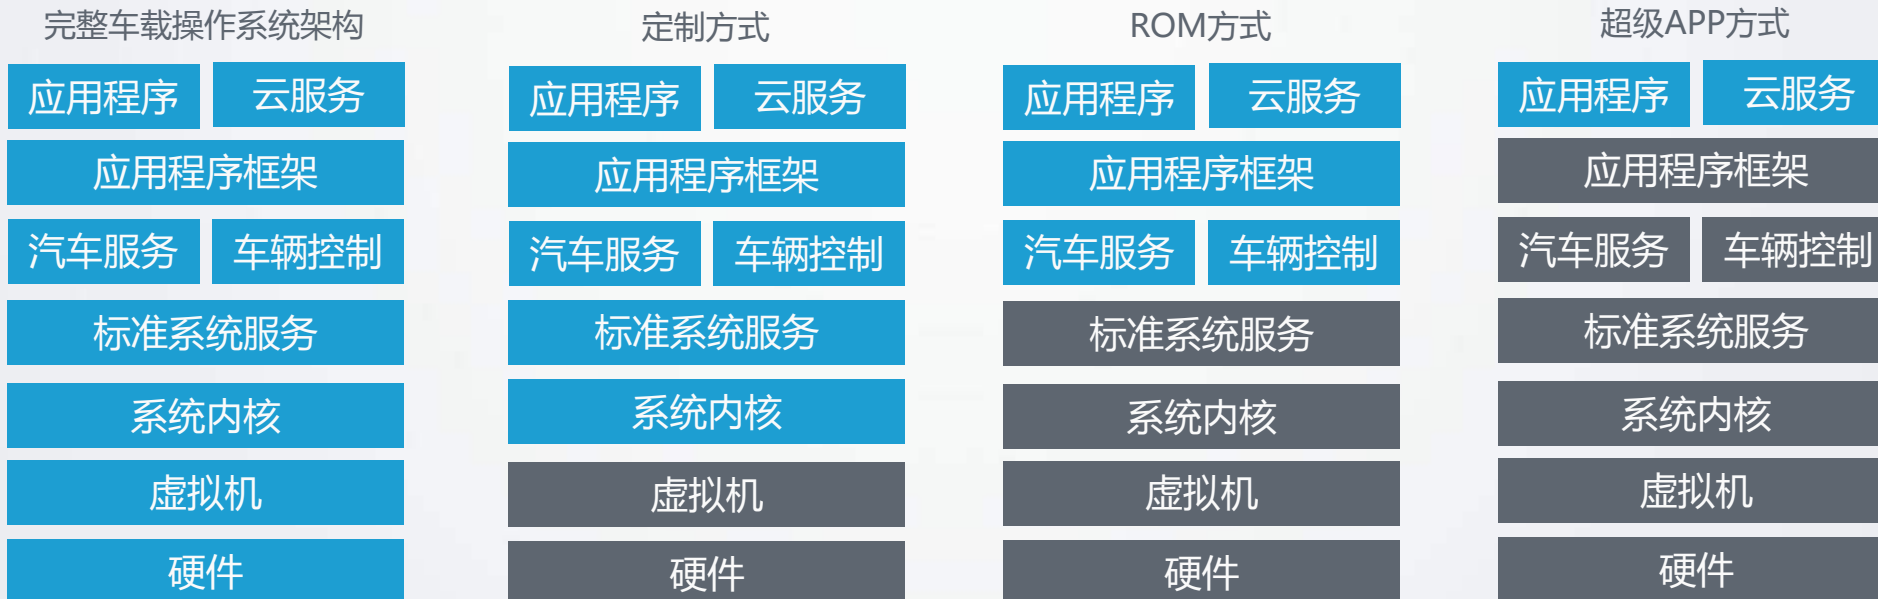 完整车载操作系统架构
应用程序
云服务
应用程序框架
汽车服务
车辆控制
标准系统服务
系统内核
虚拟机
硬件
定制方式
应用程序
云服务
应用程序框架
汽车服务
车辆控制
标准系统服务
系统内核
虚拟机
硬件
ROM方式
应用程序
云服务
应用程序框架
汽车服务
车辆控制
标准系统服务
系统内核
虚拟机
硬件
超级APP方式
应用程序
云服务
应用程序框架
汽车服务
车辆控制
标准系统服务
系统内核
虚拟机
硬件